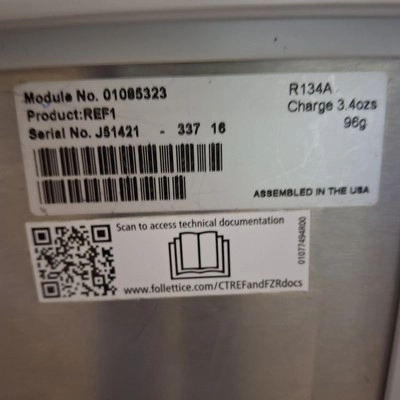 Module No. 01085323
Product:REF1
Serial No. J51421 - 337 16
R134A
Charge 3.4ozs
96g
ASSEMBLED IN THE USA
Scan to access technical documentation
www.follettice.com/CTREFandFZRdocs
01077494R00